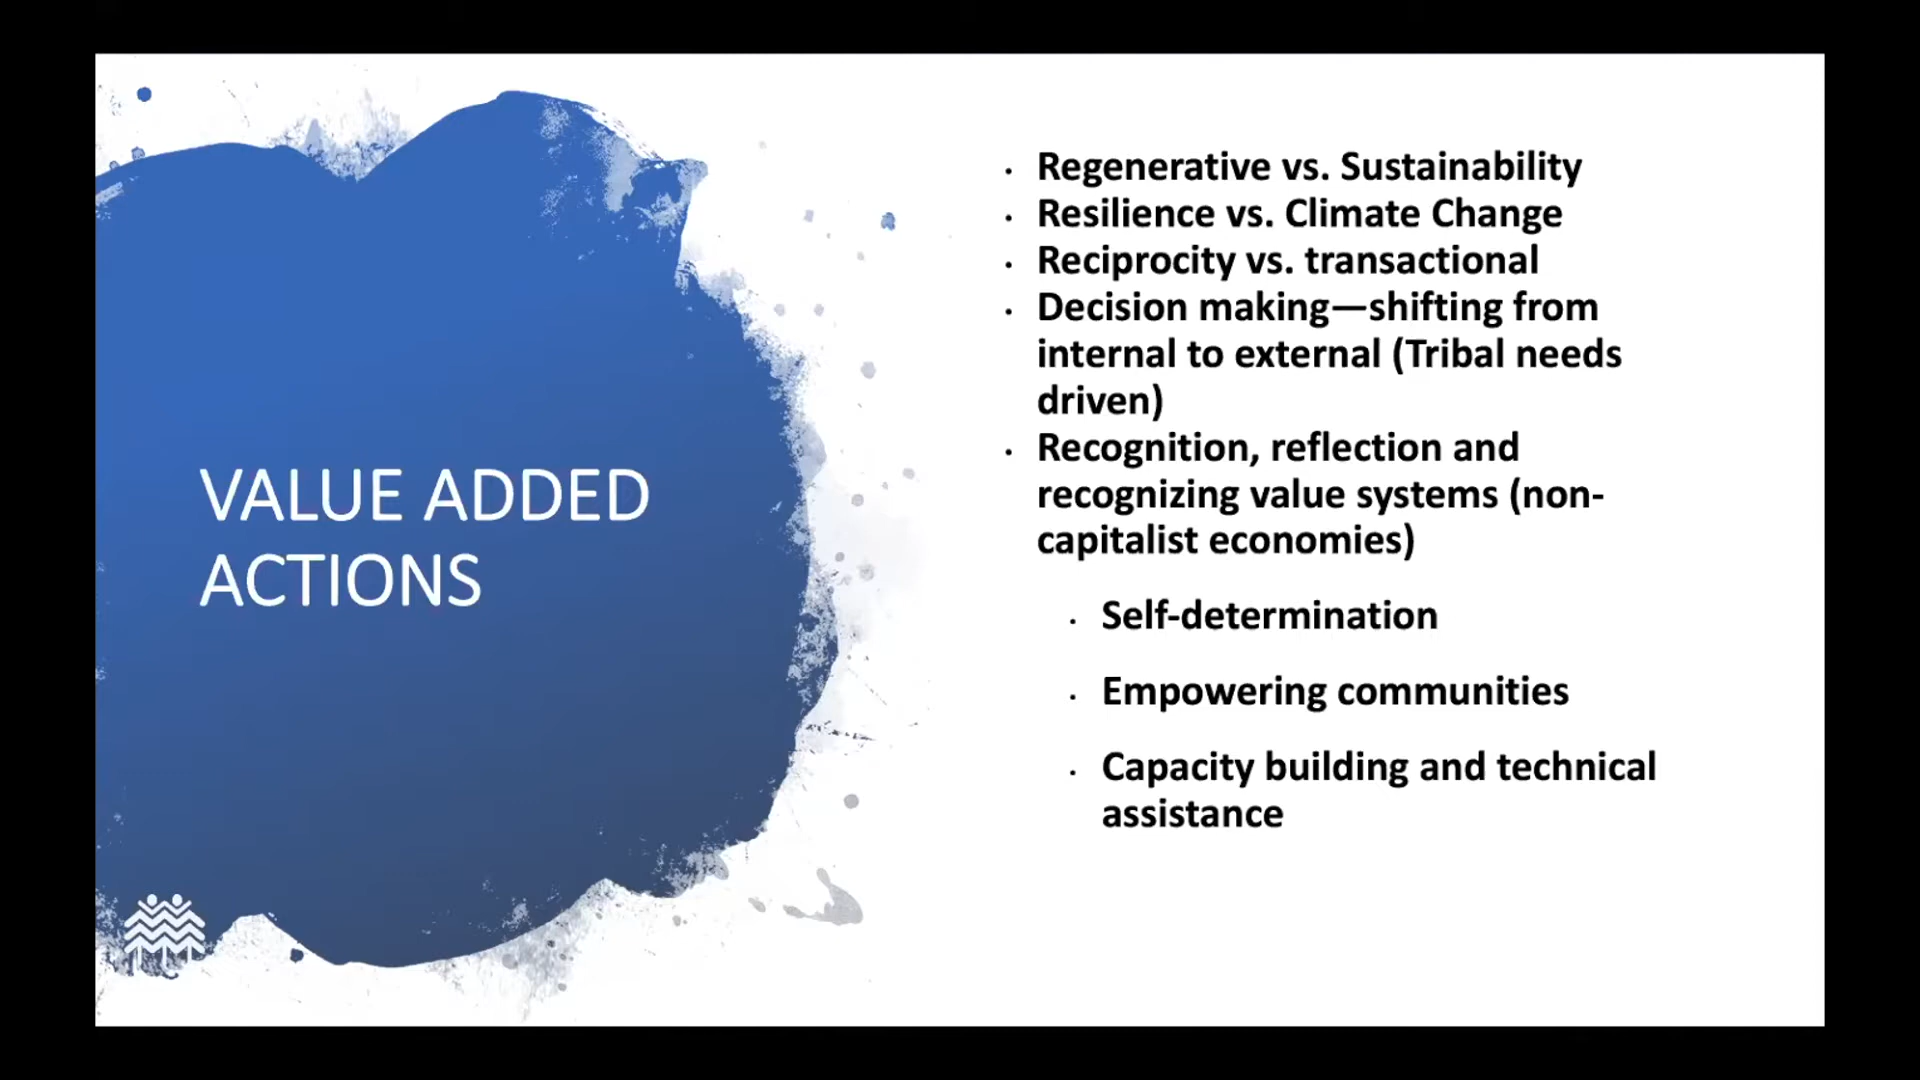 VALUE ADDED
ACTIONS
• Regenerative vs. Sustainability
• Resilience vs. Climate Change
• Reciprocity vs. transactional
• Decision making—shifting from
internal to external (Tribal needs
driven)
• Recognition, reflection and
recognizing value systems (non-
capitalist economies)
• Self-determination
• Empowering communities
• Capacity building and technical
assistance